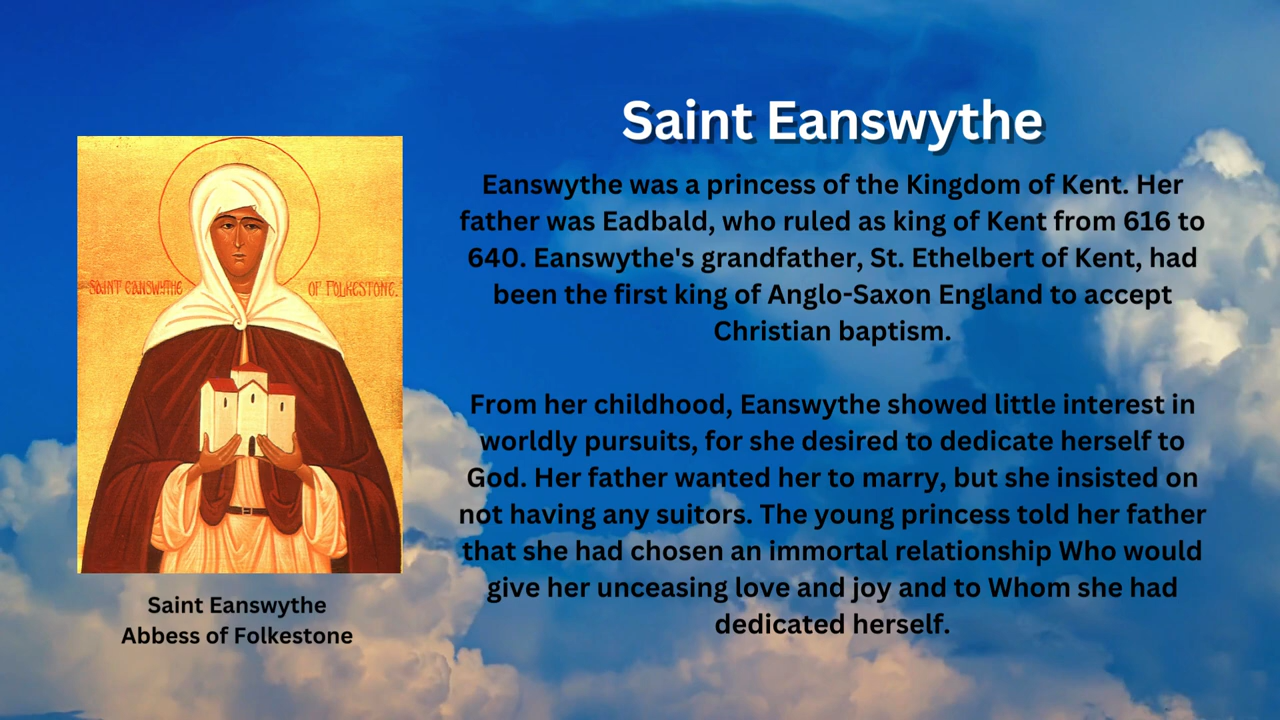 Saint Eanswythe
Eanswythe was a princess of the Kingdom of Kent. Her
father was Eadbald, who ruled as king of Kent from 616 to
640. Eanswythe's grandfather, St. Ethelbert of Kent, had
been the first king of Anglo-Saxon England to accept
Christian baptism.
From her childhood, Eanswythe showed little interest in
worldly pursuits, for she desired to dedicate herself to
God. Her father wanted her to marry, but she insisted on
not having any suitors. The young princess told her father
that she had chosen an immortal relationship Who would
give her unceasing love and joy and to Whom she had
dedicated herself.
SAINT EANSWYTHE OF FOLKESTONE.
Saint Eanswythe
Abbess of Folkestone